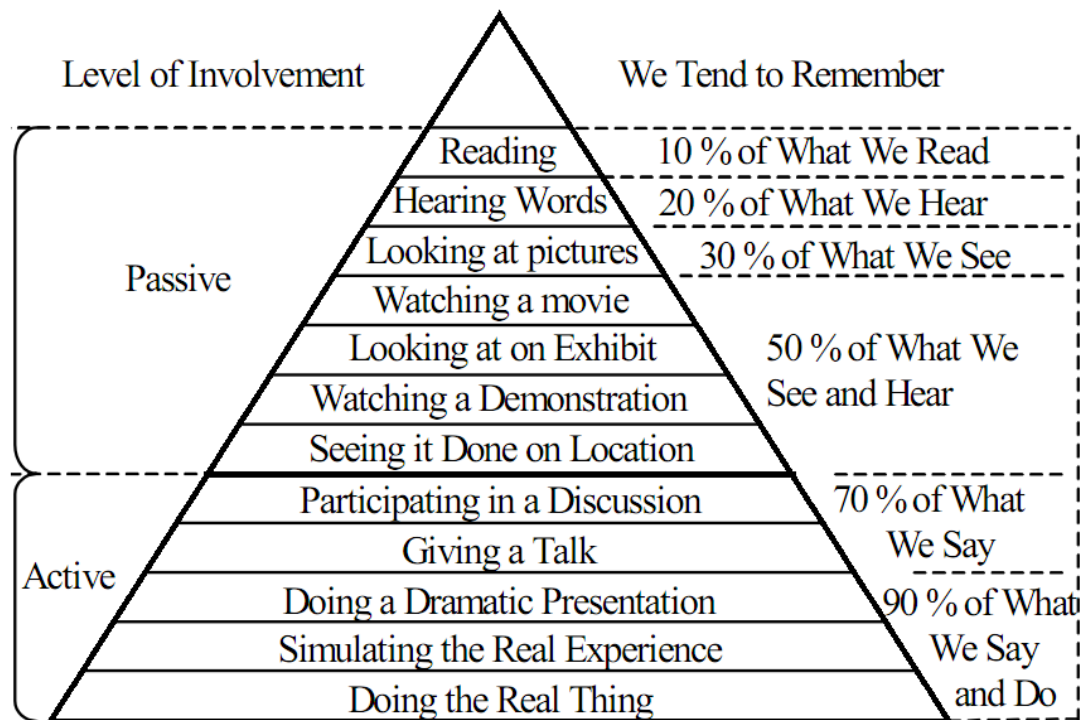 Level of Involvement
We Tend to Remember
Reading
10 % of What We Read
Hearing Words
20 % of What We Hear
Looking at pictures
30 % of What We See
Passive
Watching a movie
Looking at on Exhibit
50 % of What We
See and Hear
Watching a Demonstration
Seeing it Done on Location
Participating in a Discussion
70 % of What
We Say
Giving a Talk
Active
Doing a Dramatic Presentation
90 % of What
We Say
and Do
Simulating the Real Experience
Doing the Real Thing